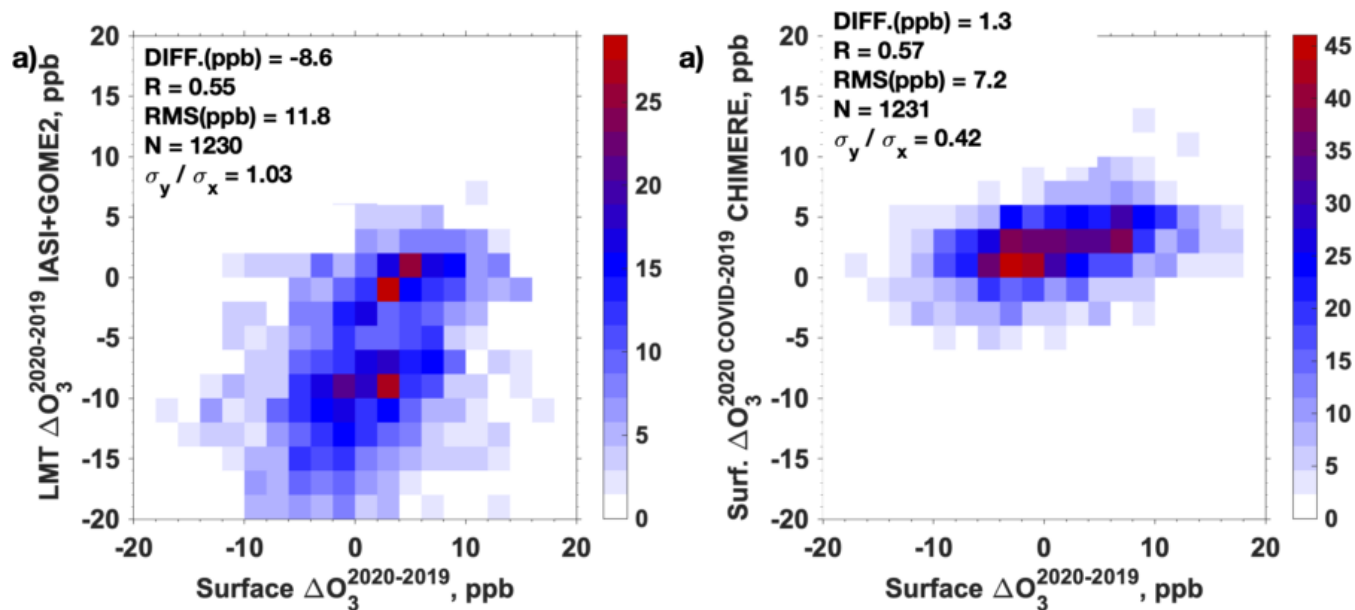 a)
DIFF.(ppb) = -8.6
R = 0.55
RMS(ppb) = 11.8
N = 1230
σy / σx = 1.03
LMT ΔO3^2020-2019 IASI+GOME2, ppb
20
15
10
5
0
-5
-10
-15
-20
-20
-10
0
10
20
Surface ΔO3^2020-2019, ppb
25
20
15
10
5
0
a)
DIFF.(ppb) = 1.3
R = 0.57
RMS(ppb) = 7.2
N = 1231
σy / σx = 0.42
Surf. ΔO3^2020 COVID-2019 CHIMERE, ppb
20
15
10
5
0
-5
-10
-15
-20
-20
-10
0
10
20
Surface ΔO3^2020-2019, ppb
45
40
35
30
25
20
15
10
5
0